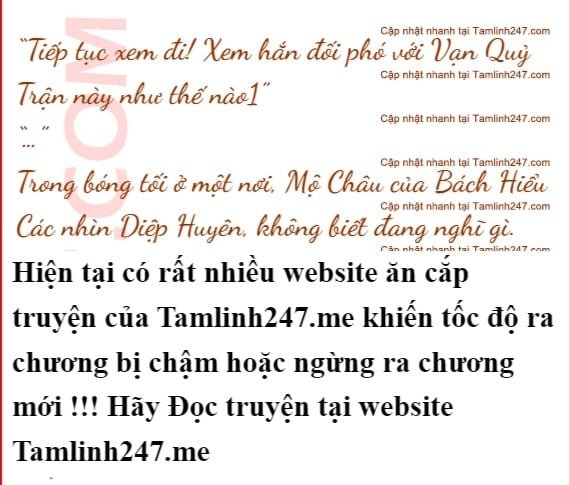 Cập nhật nhanh tại Tamlinh247.com
“Tiếp tục xem đi! Xem hắn đối phó với Vạn Quỷ
Cập nhật nhanh tại Tamlinh247.com
Trận này như thế nào1”
Cập nhật nhanh tại Tamlinh247.com
“...”
Cập nhật nhanh tại Tamlinh247.com
Trong bóng tối ở một nơi, Mộ Châu của Bách Hiểu
Cập nhật nhanh tại Tamlinh247.com
Các nhìn Diệp Huyên, không biết đang nghĩ gì.
Cập nhật nhanh tại Tamlinh247.com
.COM
Hiện tại có rất nhiều website ăn cắp
truyện của Tamlinh247.me khiến tốc độ ra
chương bị chậm hoặc ngừng ra chương
mới !!! Hãy Đọc truyện tại website
Tamlinh247.me